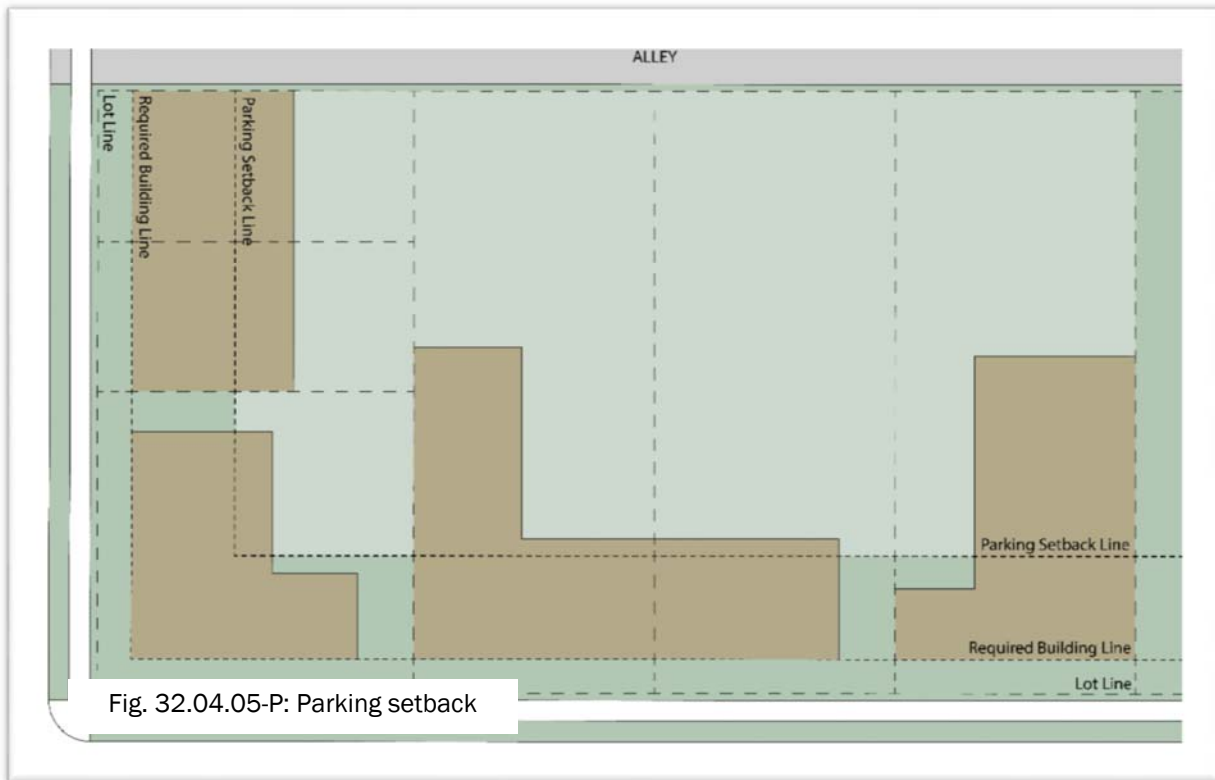 ALLEY
Lot Line
Required Building Line
Parking Setback Line
Parking Setback Line
Required Building Line
Lot Line
Fig. 32.04.05-P: Parking setback